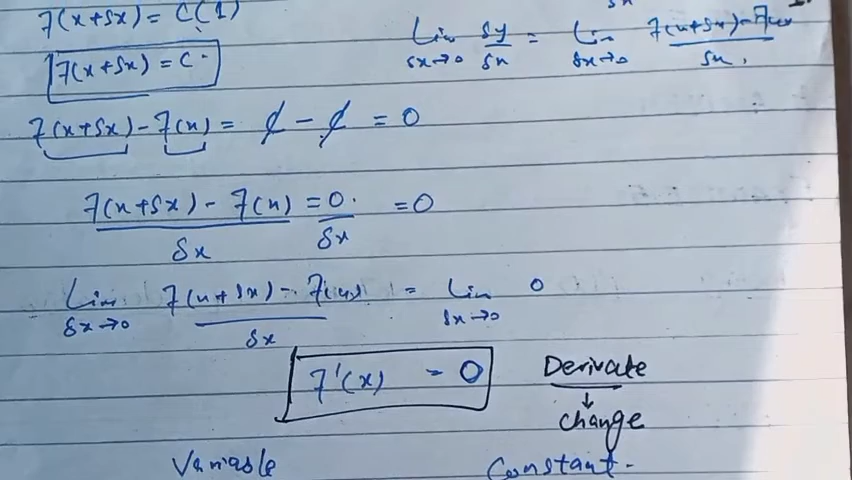 f(x+δx) = C(1)
f(x+δx) = C.
Lim δx→0 δy/δx = Lim δx→0 f(x+δx)-f(x)/δx.
f(x+δx) - f(x) = C - C = 0
f(x+δx) - f(x)/δx = 0/δx = 0
Lim δx→0 f(x+δx) - f(x)/δx = Lim δx→0 0
f'(x) = 0
Derivate
↓
change
Variable Constant-